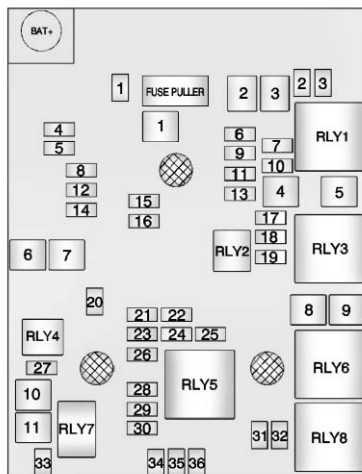 BAT+
1 FUSE PULLER 2 3 2 3
1
4 6 RLY1
5 9 7
8 11 10
12 13 4 5
14 15 17
16 18 RLY2 RLY3
6 7 19
20 8 9
21 22
RLY4 23 24 25
26 RLY5 RLY6
27
10 28
11 RLY7 29
30 31 32 RLY8
33 34 35 36